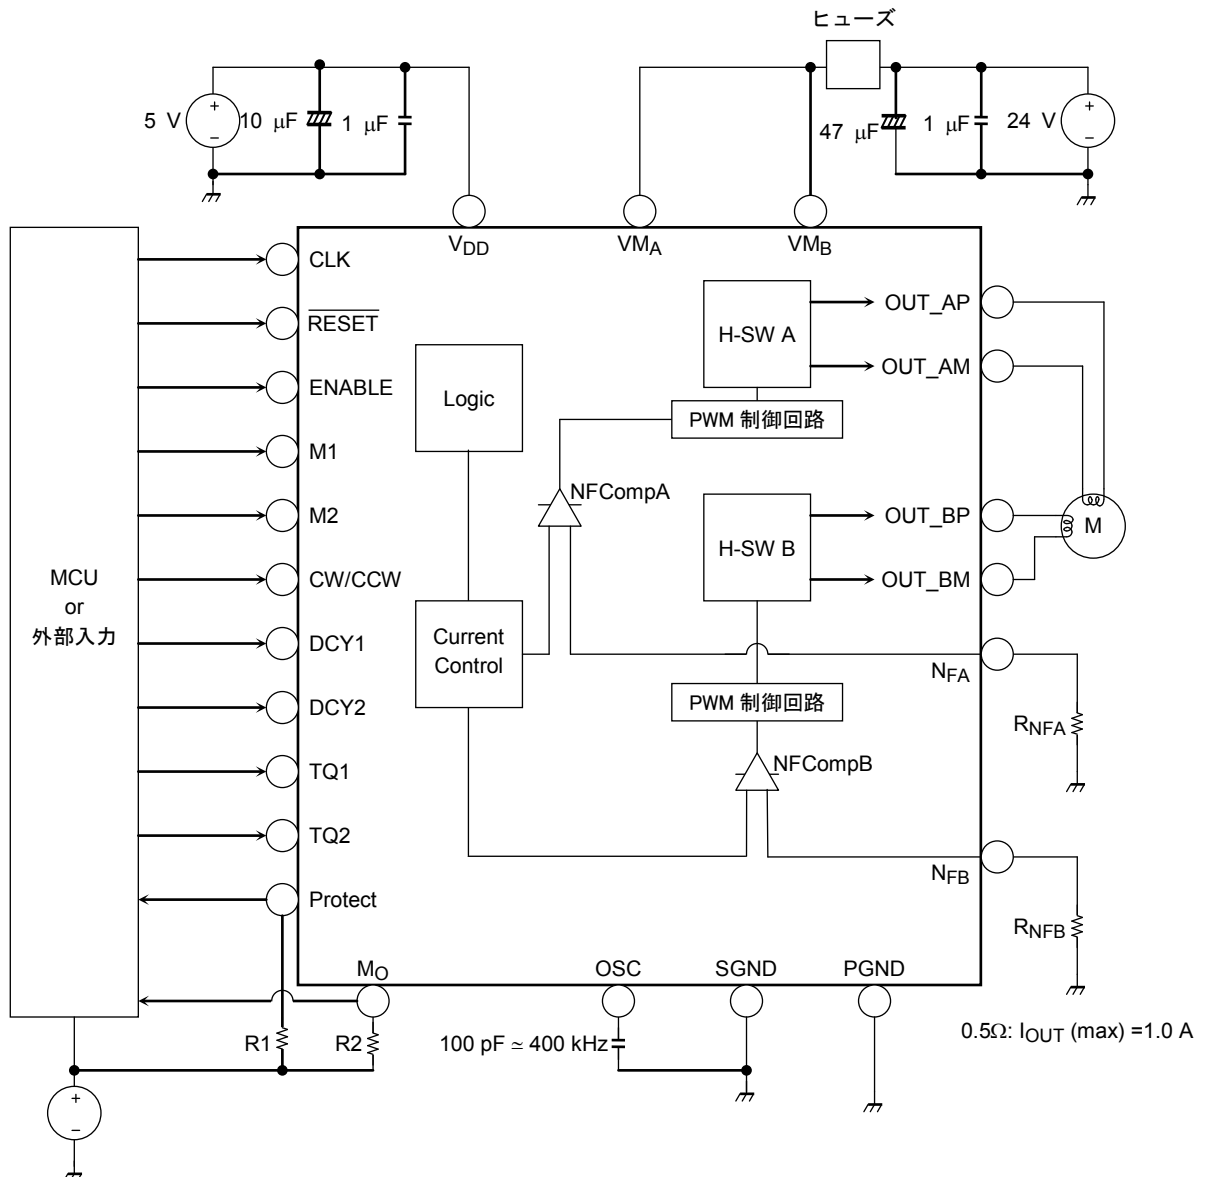 ヒューズ
5 V
10 μF
1 μF
47 μF
1 μF
24 V
+
−
+
−
VDD
VMA
VMB
CLK
RESET
ENABLE
M1
M2
CW/CCW
DCY1
DCY2
TQ1
TQ2
Protect
MCU
or
外部入力
Logic
Current
Control
NFCompA
H-SW A
PWM 制御回路
H-SW B
PWM 制御回路
NFCompB
OUT_AP
OUT_AM
OUT_BP
OUT_BM
M
NFA
RNFA
NFB
RNFB
MO
OSC
SGND
PGND
R1
R2
100 pF ≃ 400 kHz
0.5Ω: IOUT (max) =1.0 A
+
−